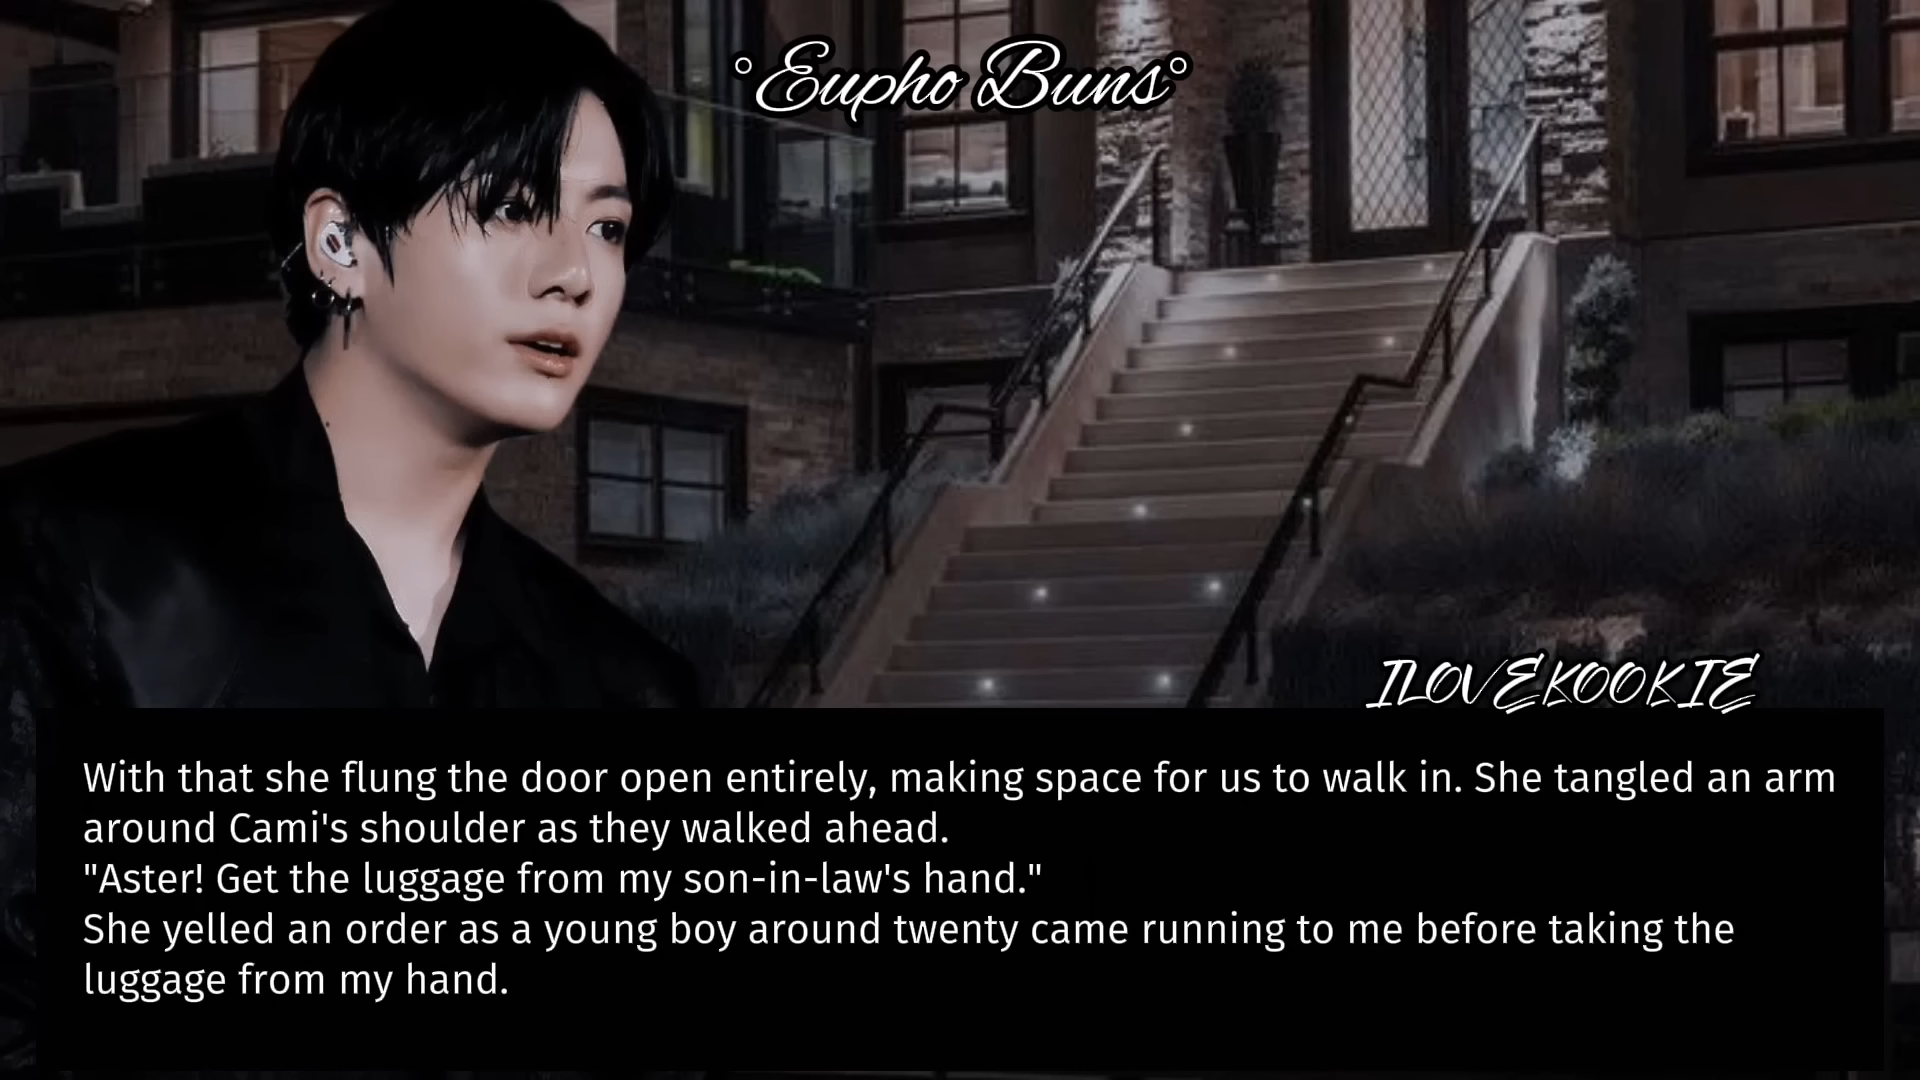 °Eupho Buns°
ILOVEKOOKIE
With that she flung the door open entirely, making space for us to walk in. She tangled an arm
around Cami's shoulder as they walked ahead.
"Aster! Get the luggage from my son-in-law's hand."
She yelled an order as a young boy around twenty came running to me before taking the
luggage from my hand.